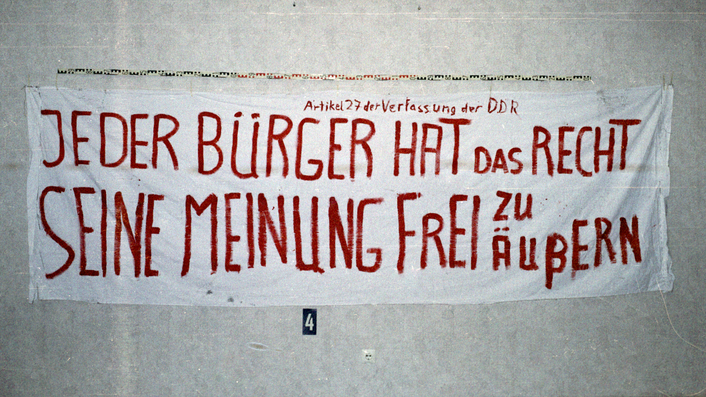 Artikel 27 der Verfassung der DDR
JEDER BÜRGER HAT DAS RECHT
SEINE MEINUNG FREI ZU ÄUßERN
4